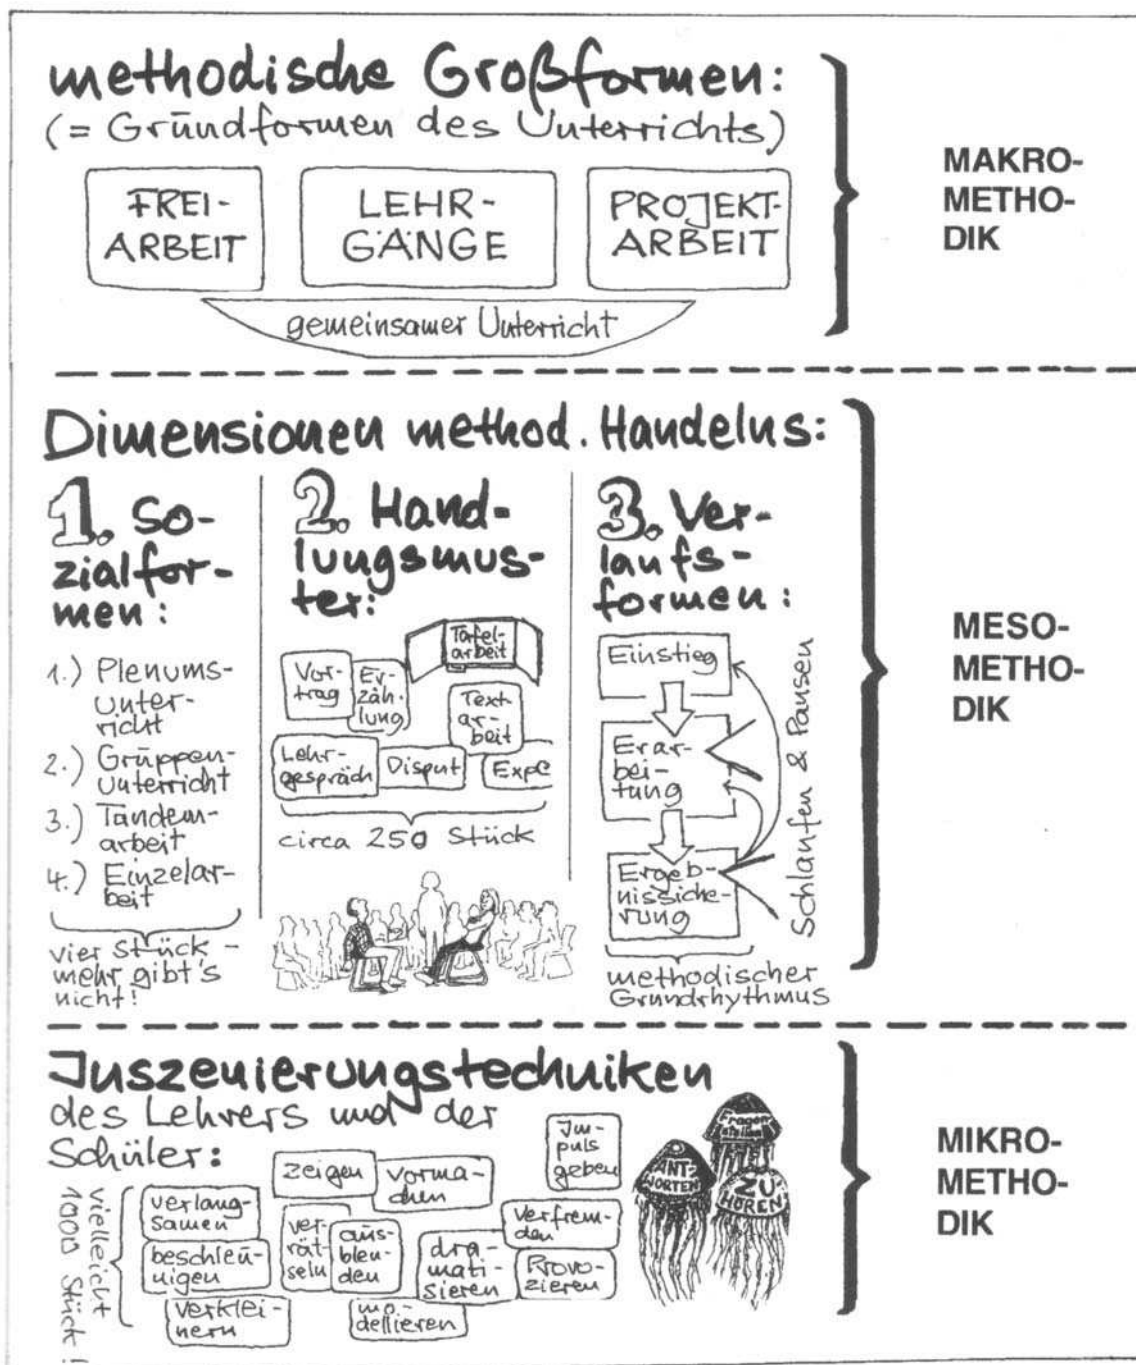 methodische Großformen:
(= Grundformen des Unterrichts)
FREI-
ARBEIT
LEHR-
GÄNGE
PROJEKT-
ARBEIT
gemeinsamer Unterricht
MAKRO-
METHO-
DIK
Dimensionen method. Handelns:
1. So-
zialfor-
men:
1.) Plenums-
unter-
richt
2.) Gruppen-
unterricht
3.) Tandem-
arbeit
4.) Einzelar-
beit
vier Stück –
mehr gibt's
nicht!
2. Hand-
lungsmus-
ter:
Tafel-
arbeit
Vor-
trag
Er-
zäh-
lung
Text-
ar-
beit
Lehr-
gespräch
Disput
Expe
circa 250 Stück
3. Ver-
laufs-
formen:
Einstieg
Erar-
bei-
tung
Ergeb-
nissiche-
rung
Schlaufen & Pausen
methodischer
Grundrhythmus
MESO-
METHO-
DIK
Inszenierungstechniken
des Lehrers und der
Schüler:
vielleicht
1000 Stück!
zeigen
vorma-
chen
Im-
puls
geben
verlang-
samen
beschleu-
nigen
verklei-
nern
ver-
rät-
seln
aus-
blen-
den
mo-
dellieren
dra-
mati-
sieren
verfrem-
den
Provo-
zieren
Fragen
stellen
ANT-
WORTEN
ZU-
HÖREN
MIKRO-
METHO-
DIK